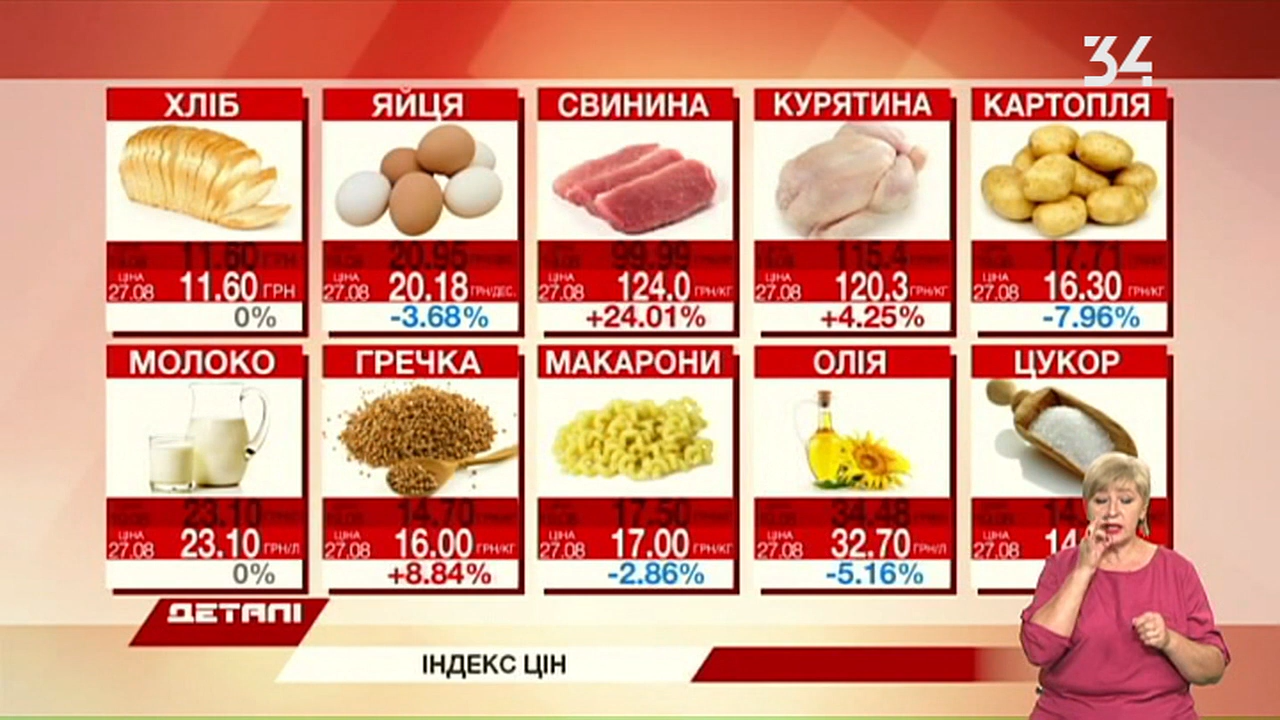 34
ХЛІБ
11.60 ГРН
ЦІНА
27.08
11.60 ГРН
0%
ЯЙЦЯ
20.95
ЦІНА
27.08
20.18 ГРН/ДЕС.
-3.68%
СВИНИНА
99.99
ЦІНА
27.08
124.0 ГРН/КГ
+24.01%
КУРЯТИНА
115.4
ЦІНА
27.08
120.3 ГРН/КГ
+4.25%
КАРТОПЛЯ
17.71
ЦІНА
27.08
16.30 ГРН/КГ
-7.96%
МОЛОКО
23.10
ЦІНА
27.08
23.10 ГРН/Л
0%
ГРЕЧКА
14.70
ЦІНА
27.08
16.00 ГРН/КГ
+8.84%
МАКАРОНИ
17.50
ЦІНА
27.08
17.00 ГРН/КГ
-2.86%
ОЛІЯ
34.48
ЦІНА
27.08
32.70 ГРН/Л
-5.16%
ЦУКОР
ЦІНА
27.08
ДЕТАЛІ
ІНДЕКС ЦІН